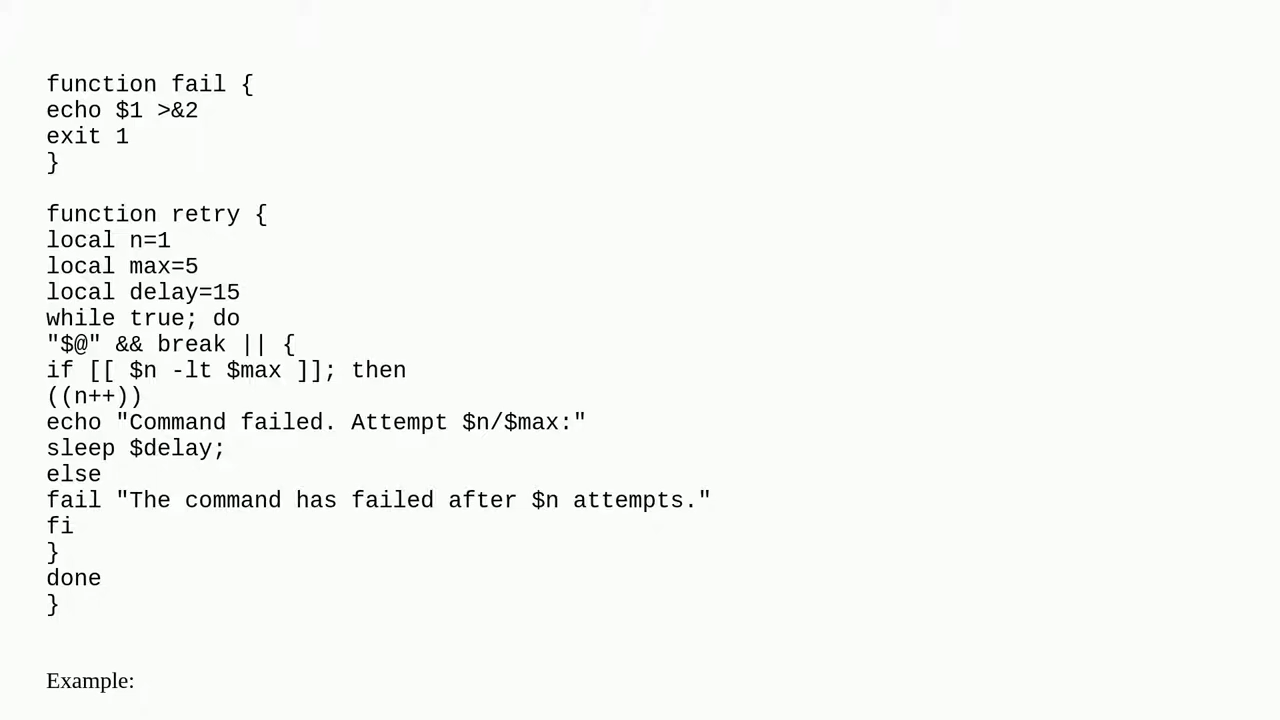 function fail {
echo $1 >&2
exit 1
}
function retry {
local n=1
local max=5
local delay=15
while true; do
"$@" && break || {
if [[ $n -lt $max ]]; then
((n++))
echo "Command failed. Attempt $n/$max:"
sleep $delay;
else
fail "The command has failed after $n attempts."
fi
}
done
}
Example: